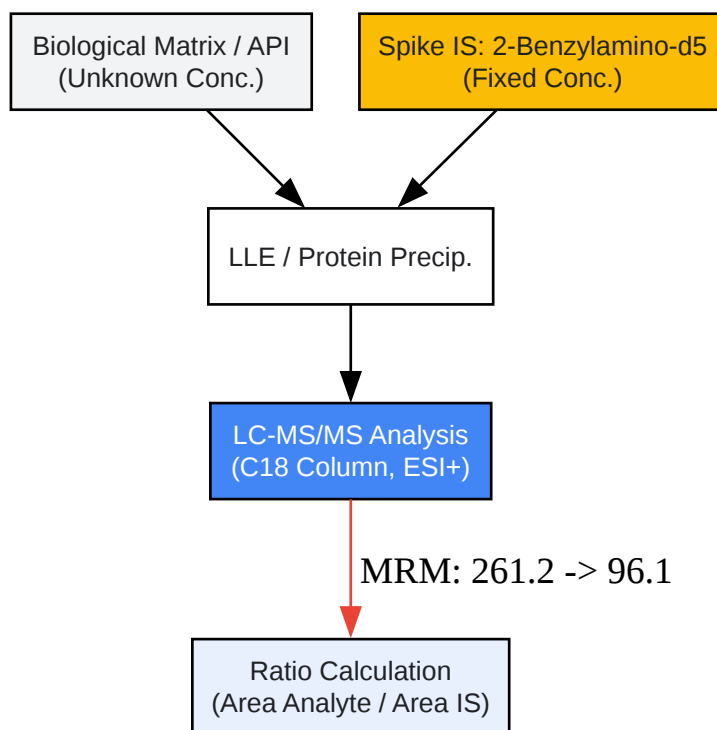 Biological Matrix / API
(Unknown Conc.)
Spike IS: 2-Benzylamino-d5
(Fixed Conc.)
LLE / Protein Precip.
LC-MS/MS Analysis
(C18 Column, ESI+)
MRM: 261.2 -> 96.1
Ratio Calculation
(Area Analyte / Area IS)